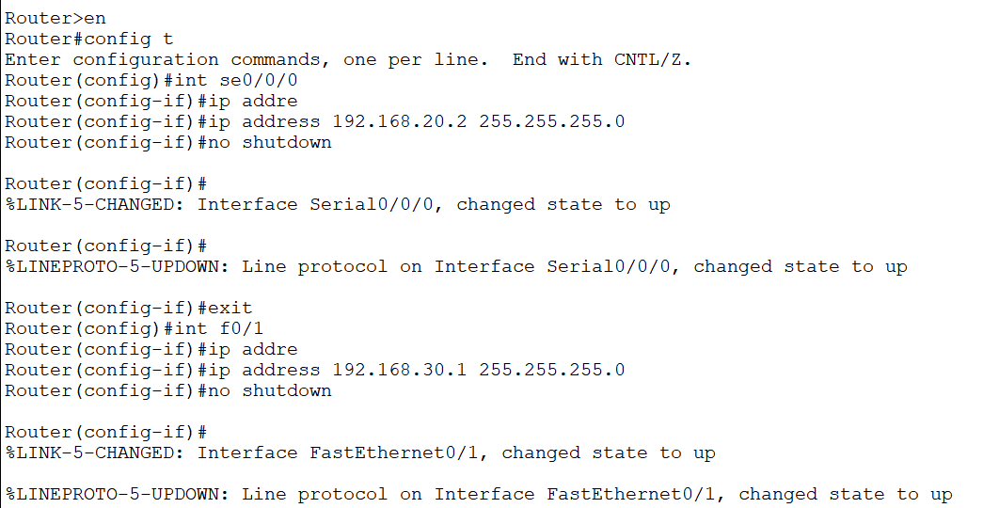 Router>en
Router#config t
Enter configuration commands, one per line.  End with CNTL/Z.
Router(config)#int se0/0/0
Router(config-if)#ip addre
Router(config-if)#ip address 192.168.20.2 255.255.255.0
Router(config-if)#no shutdown
Router(config-if)#
%LINK-5-CHANGED: Interface Serial0/0/0, changed state to up
Router(config-if)#
%LINEPROTO-5-UPDOWN: Line protocol on Interface Serial0/0/0, changed state to up
Router(config-if)#exit
Router(config)#int f0/1
Router(config-if)#ip addre
Router(config-if)#ip address 192.168.30.1 255.255.255.0
Router(config-if)#no shutdown
Router(config-if)#
%LINK-5-CHANGED: Interface FastEthernet0/1, changed state to up
%LINEPROTO-5-UPDOWN: Line protocol on Interface FastEthernet0/1, changed state to up